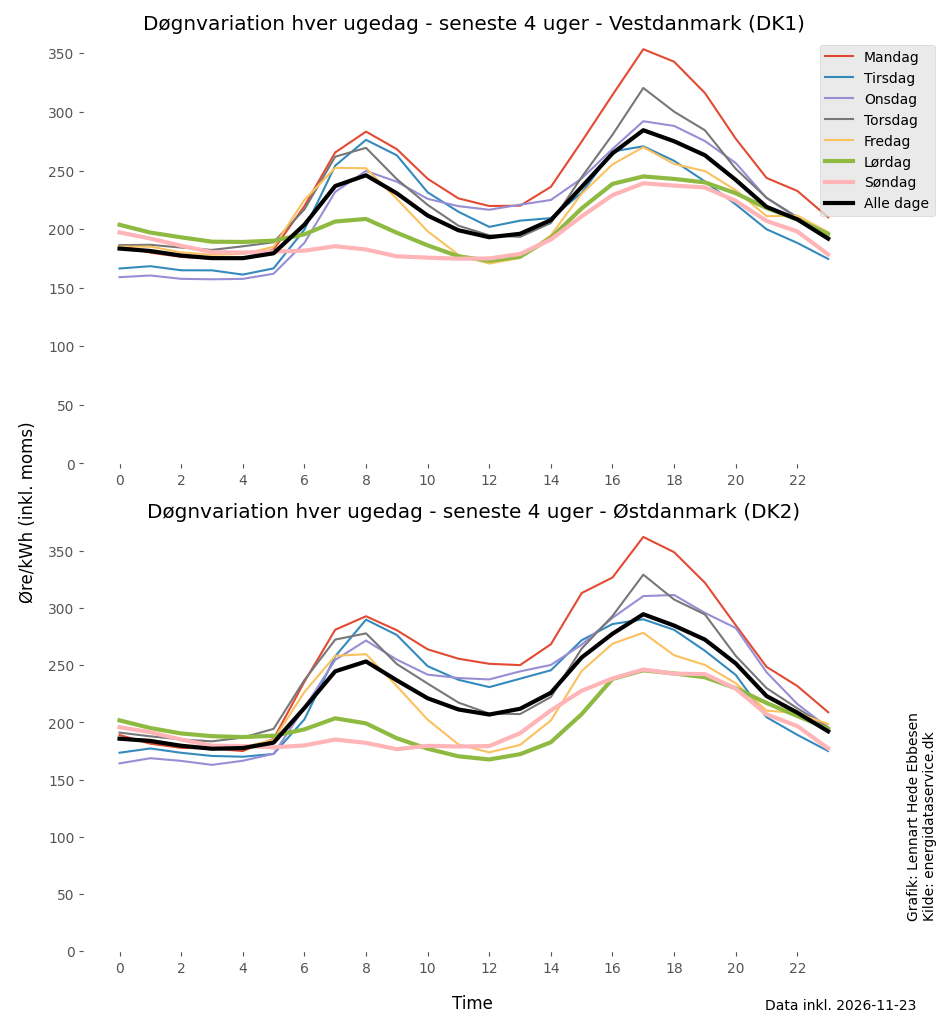 Døgnvariation hver ugedag - seneste 4 uger - Vestdanmark (DK1)
350
300
250
200
150
100
50
0
0 2 4 6 8 10 12 14 16 18 20 22
Mandag
Tirsdag
Onsdag
Torsdag
Fredag
Lørdag
Søndag
Alle dage
Øre/kWh (inkl. moms)
Døgnvariation hver ugedag - seneste 4 uger - Østdanmark (DK2)
350
300
250
200
150
100
50
0
0 2 4 6 8 10 12 14 16 18 20 22
Time
Grafik: Lennart Hede Ebbesen
Kilde: energidataservice.dk
Data inkl. 2026-11-23